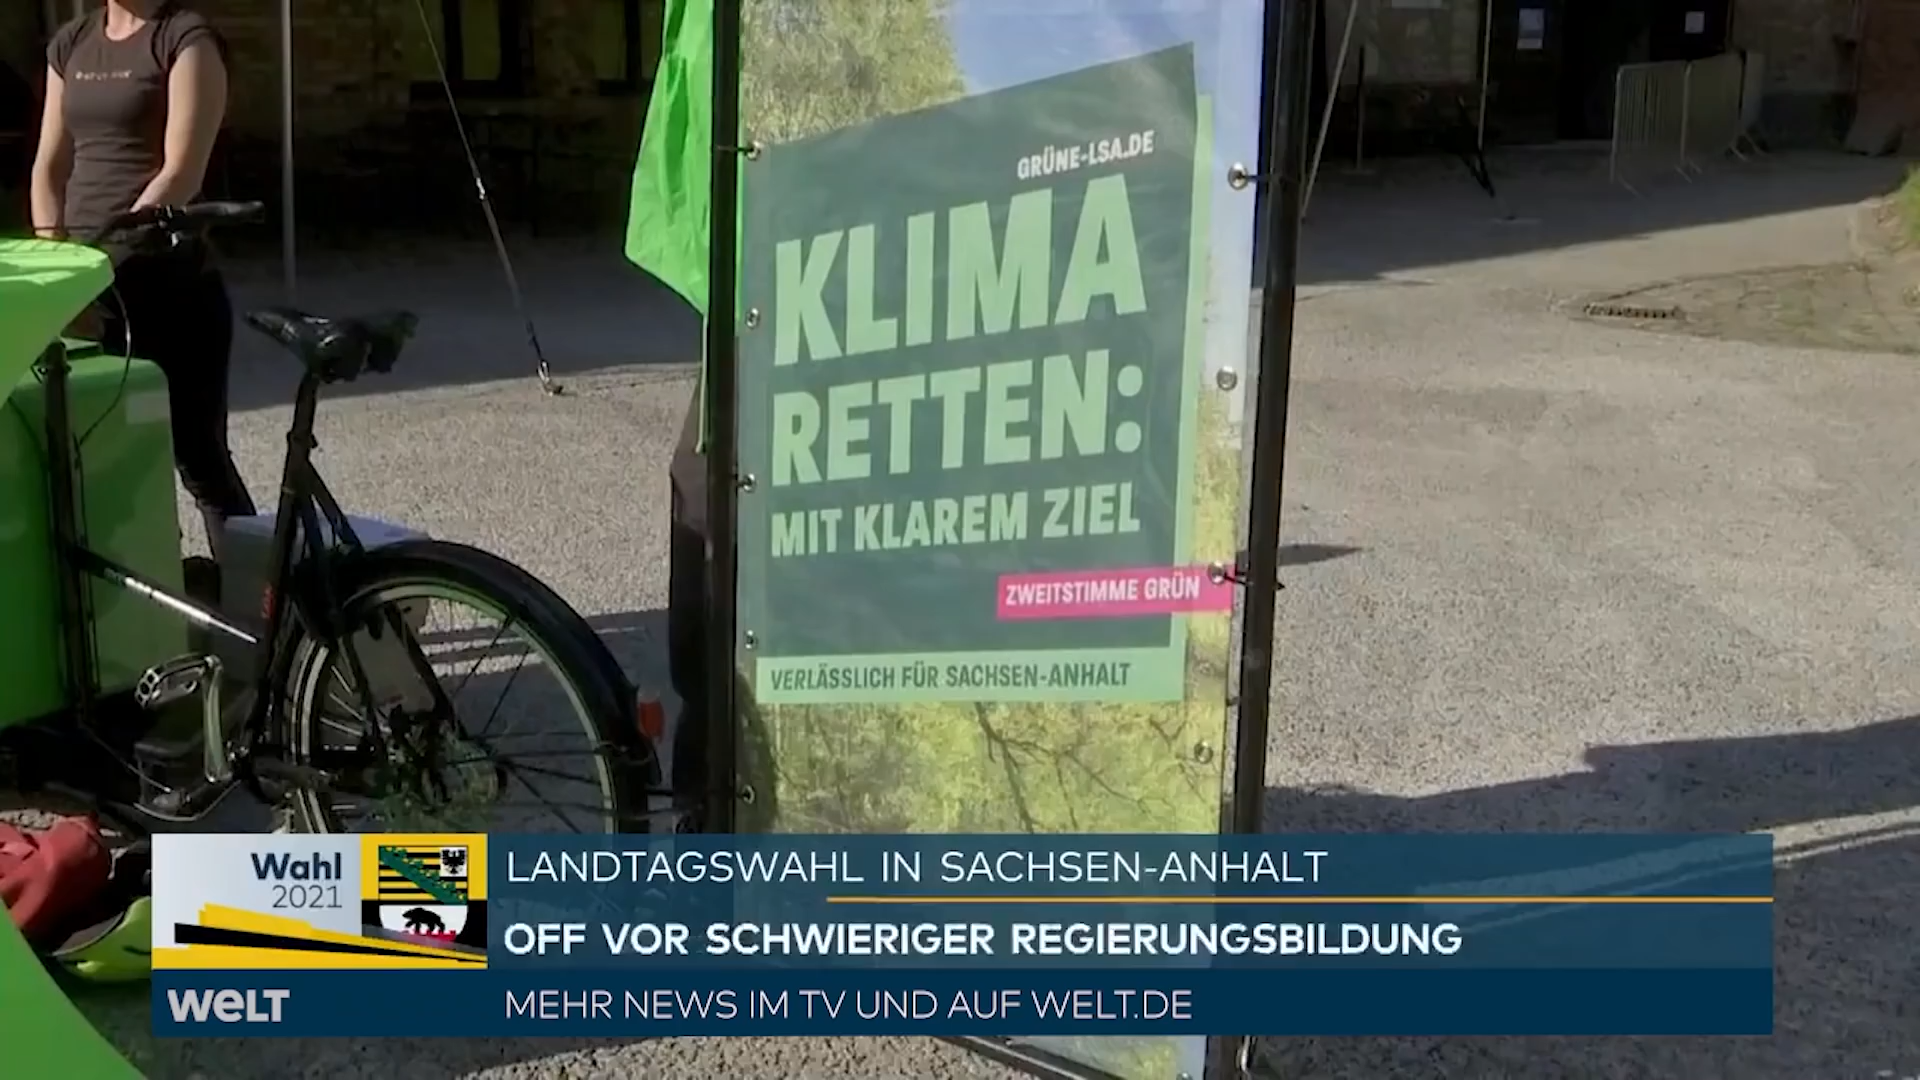 GRÜNE-LSA.DE
KLIMA
RETTEN:
MIT KLAREM ZIEL
ZWEITSTIMME GRÜN
VERLÄSSLICH FÜR SACHSEN-ANHALT
Wahl
2021
LANDTAGSWAHL IN SACHSEN-ANHALT
OFF VOR SCHWIERIGER REGIERUNGSBILDUNG
WELT
MEHR NEWS IM TV UND AUF WELT.DE